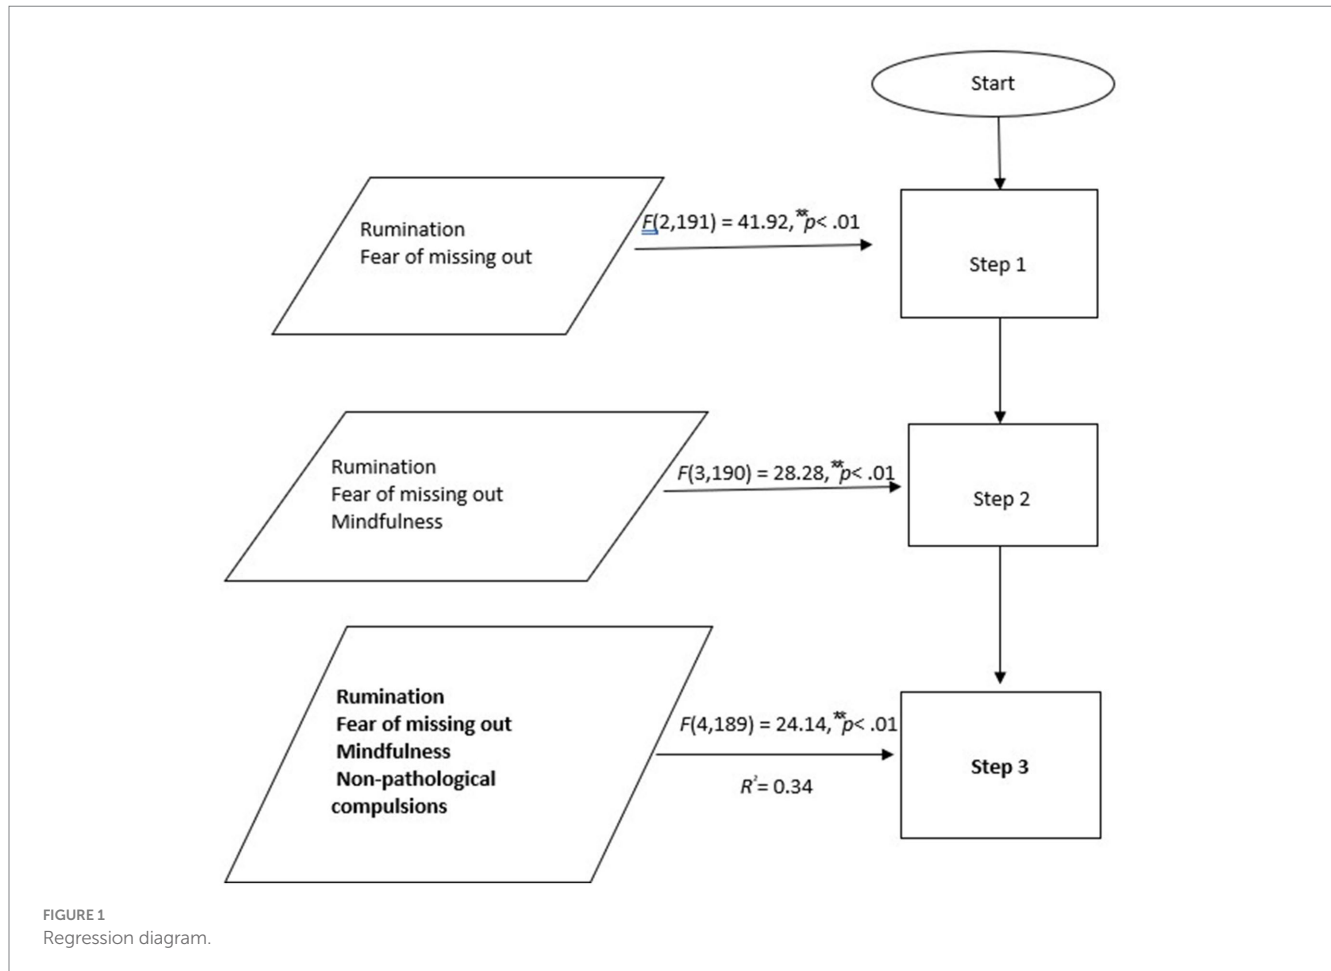 Start
Rumination
Fear of missing out
F(2,191) = 41.92, **p< .01
Step 1
Rumination
Fear of missing out
Mindfulness
F(3,190) = 28.28, **p< .01
Step 2
Rumination
Fear of missing out
Mindfulness
Non-pathological
compulsions
F(4,189) = 24.14, **p< .01
R²= 0.34
Step 3
FIGURE 1
Regression diagram.